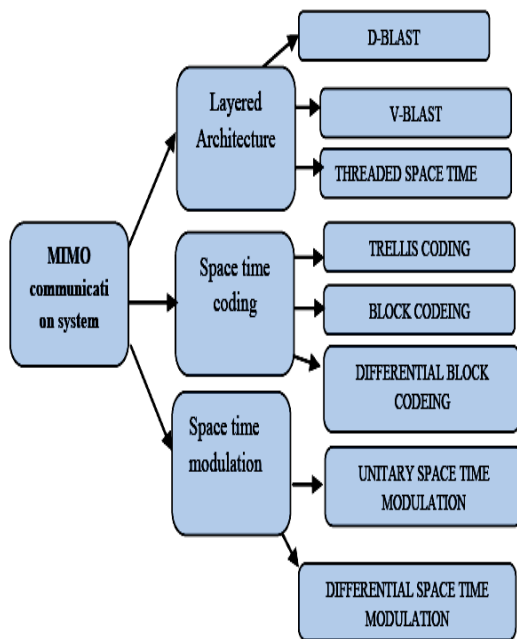 D-BLAST
Layered
Architecture
V-BLAST
THREADED SPACE TIME
MIMO
communicati
on system
Space time
coding
TRELLIS CODING
BLOCK CODEING
DIFFERENTIAL BLOCK
CODEING
Space time
modulation
UNITARY SPACE TIME
MODULATION
DIFFERENTIAL SPACE TIME
MODULATION